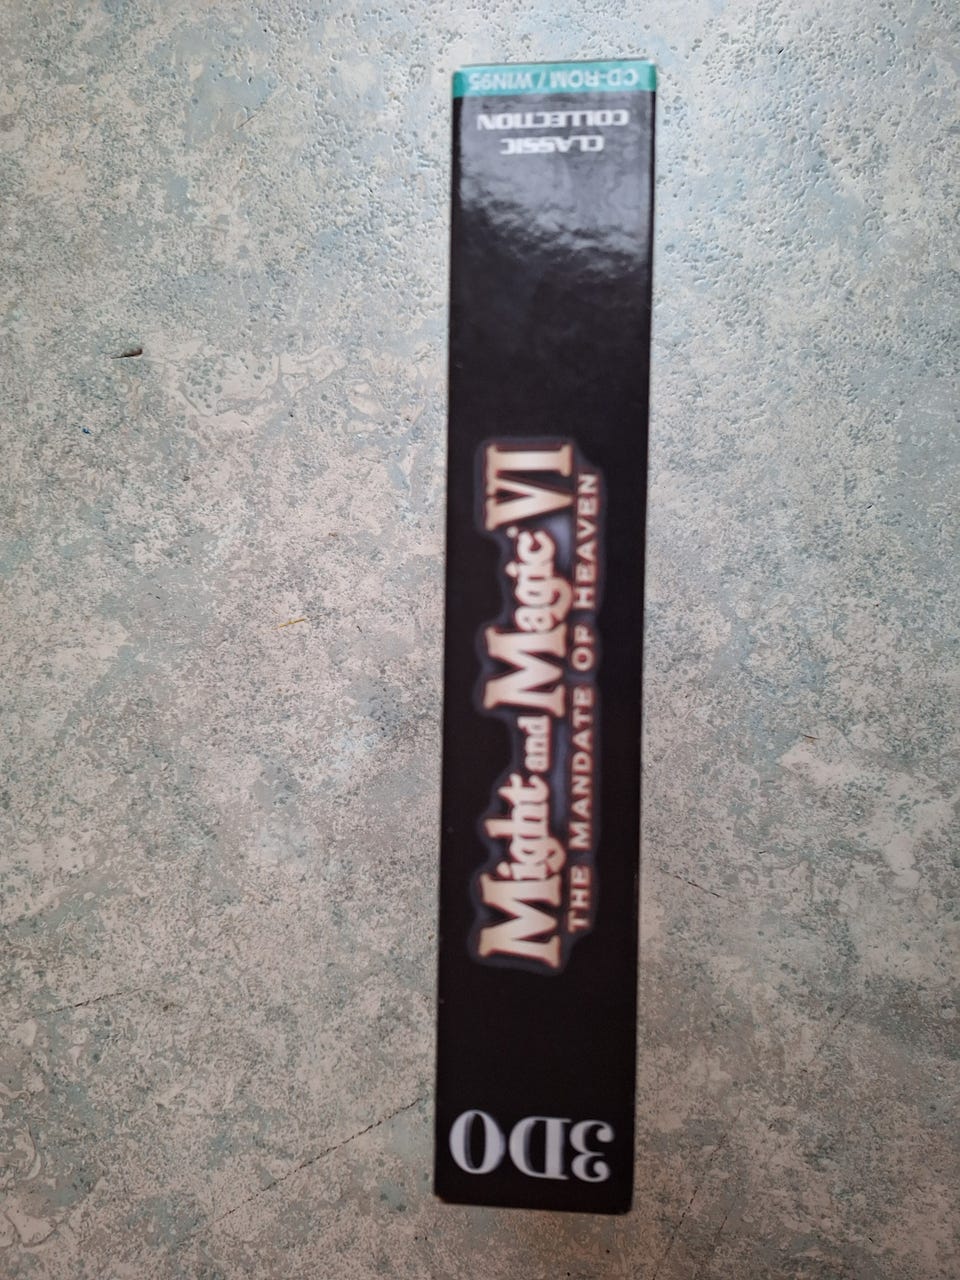 CD-ROM / WIN95
CLASSIC
COLLECTION
Might and Magic VI
THE MANDATE OF HEAVEN
3DO